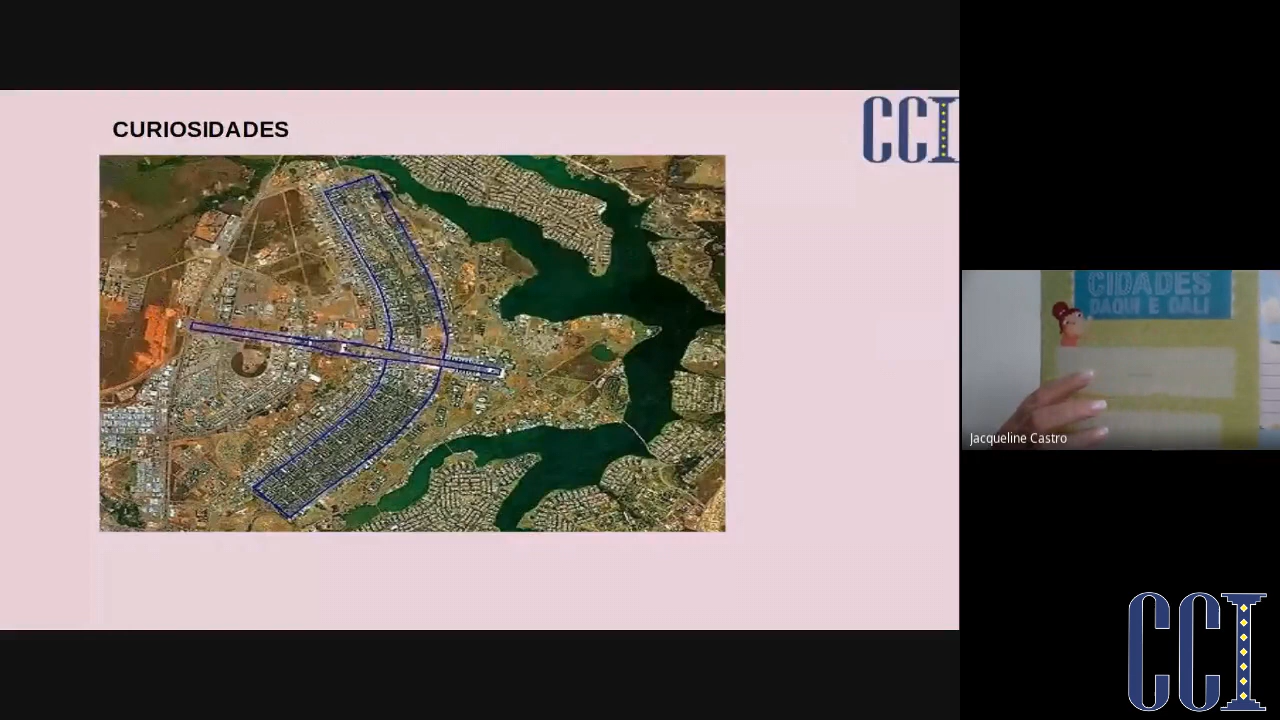 CURIOSIDADES
CCI
CIDADES
DAQUI E DALI
Jacqueline Castro
CCI